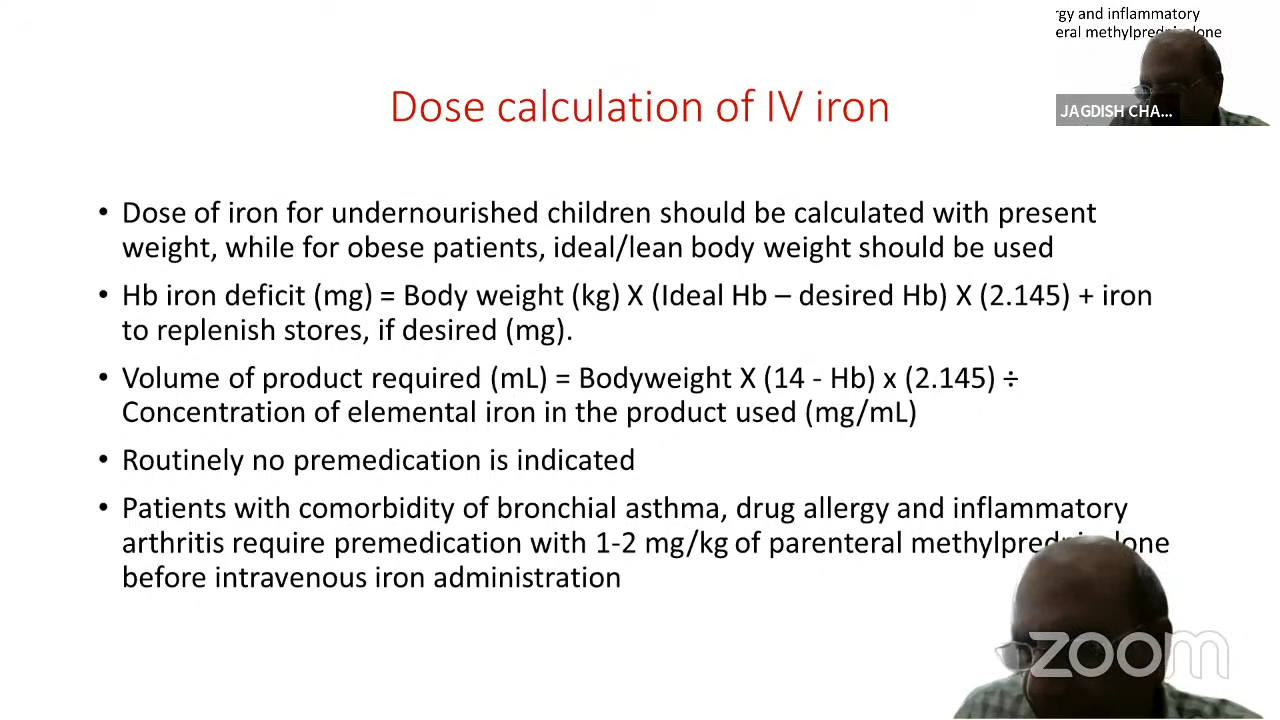 gy and inflammatory
eral methylprednisolone
JAGDISH CHA...
Dose calculation of IV iron
• Dose of iron for undernourished children should be calculated with present
weight, while for obese patients, ideal/lean body weight should be used
• Hb iron deficit (mg) = Body weight (kg) X (Ideal Hb – desired Hb) X (2.145) + iron
to replenish stores, if desired (mg).
• Volume of product required (mL) = Bodyweight X (14 - Hb) x (2.145) ÷
Concentration of elemental iron in the product used (mg/mL)
• Routinely no premedication is indicated
• Patients with comorbidity of bronchial asthma, drug allergy and inflammatory
arthritis require premedication with 1-2 mg/kg of parenteral methylprednisolone
before intravenous iron administration
zoom